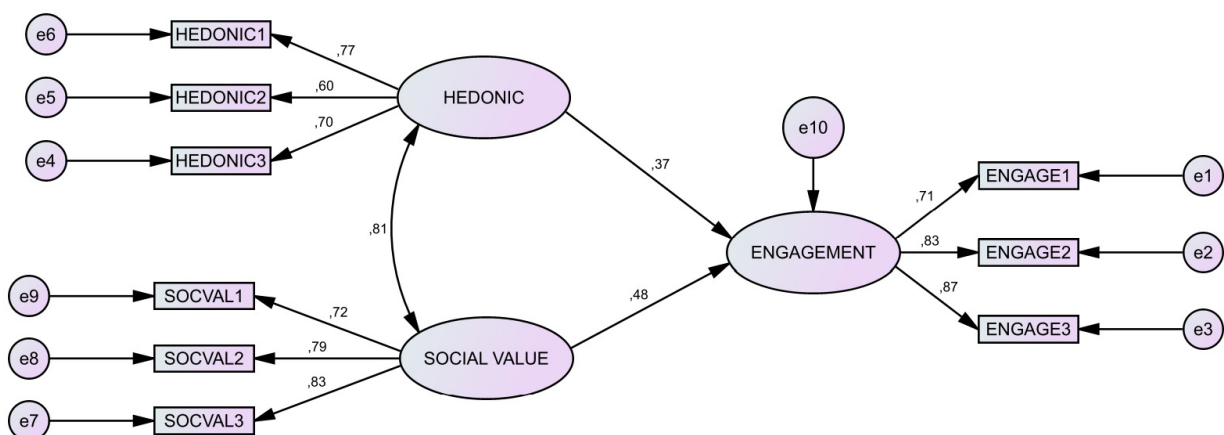 e6
HEDONIC1
,77
e5
HEDONIC2
,60
HEDONIC
e4
HEDONIC3
,70
e10
,37
ENGAGE1
e1
,71
,81
ENGAGEMENT
,83
ENGAGE2
e2
e9
SOCVAL1
,48
,87
ENGAGE3
e3
,72
e8
SOCVAL2
,79
SOCIAL VALUE
,83
e7
SOCVAL3